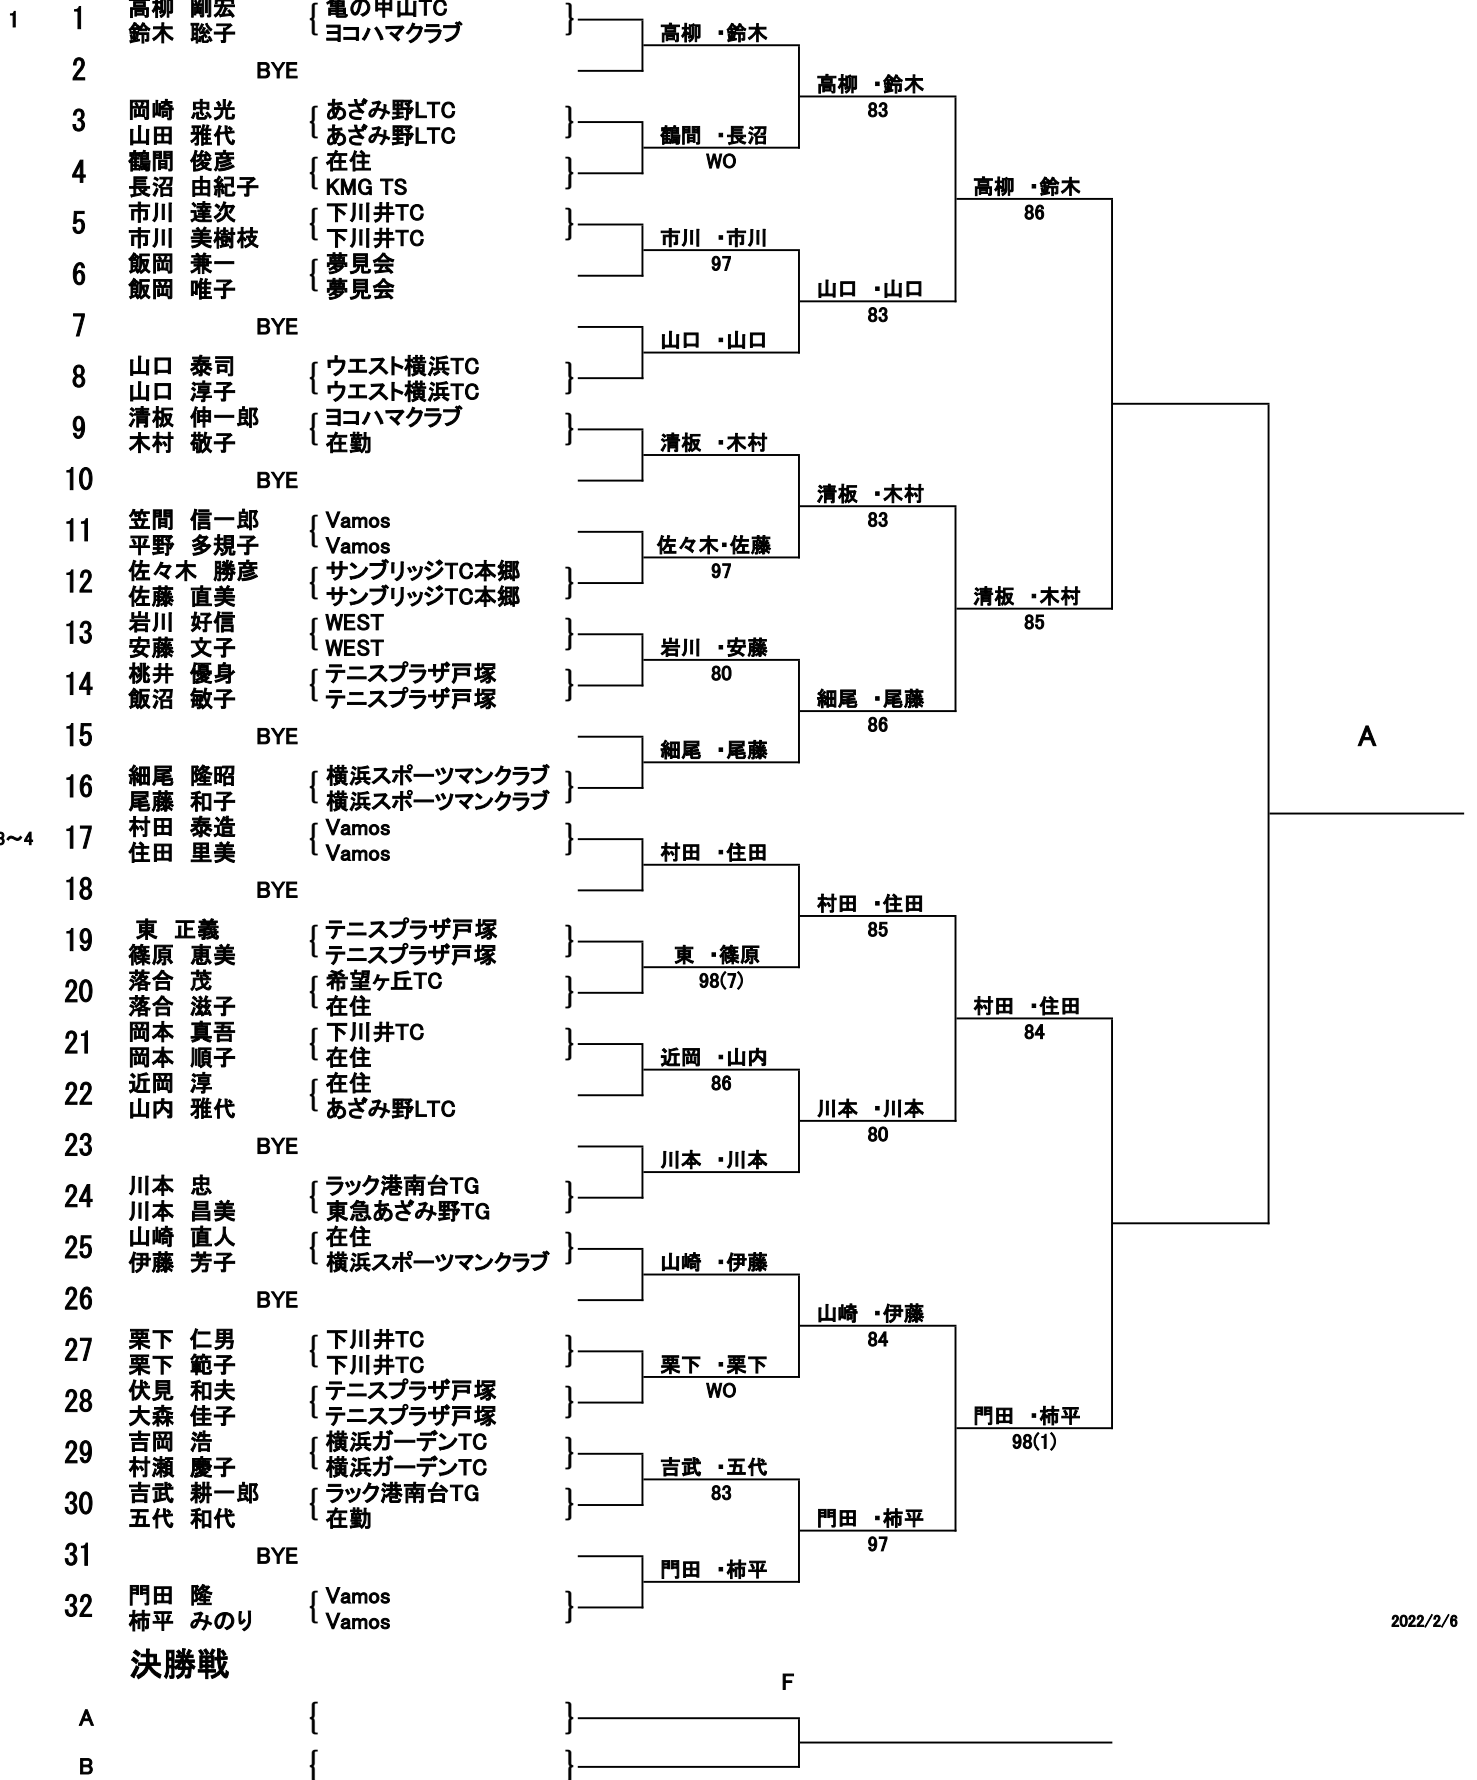 1 1 高柳 剛宏 { 亀の甲山TC }
鈴木 聡子 ヨコハマクラブ
高柳 ・鈴木
2 BYE
高柳 ・鈴木
83
3 岡崎 忠光 { あざみ野LTC }
山田 雅代 あざみ野LTC
鶴間 ・長沼
WO
4 鶴間 俊彦 { 在住 }
長沼 由紀子 KMG TS
高柳 ・鈴木
86
5 市川 達次 { 下川井TC }
市川 美樹枝 下川井TC
市川 ・市川
97
6 飯岡 兼一 { 夢見会 }
飯岡 唯子 夢見会
山口 ・山口
83
7 BYE
山口 ・山口
8 山口 泰司 { ウエスト横浜TC }
山口 淳子 ウエスト横浜TC
9 清板 伸一郎 { ヨコハマクラブ }
木村 敬子 在勤
清板 ・木村
10 BYE
清板 ・木村
83
11 笠間 信一郎 { Vamos }
平野 多規子 Vamos
佐々木・佐藤
97
12 佐々木 勝彦 { サンブリッジTC本郷 }
佐藤 直美 サンブリッジTC本郷
清板 ・木村
85
13 岩川 好信 { WEST }
安藤 文子 WEST
岩川 ・安藤
80
14 桃井 優身 { テニスプラザ戸塚 }
飯沼 敏子 テニスプラザ戸塚
細尾 ・尾藤
86
15 BYE
A
細尾 ・尾藤
16 細尾 隆昭 { 横浜スポーツマンクラブ }
尾藤 和子 横浜スポーツマンクラブ
3～4 17 村田 泰造 { Vamos }
住田 里美 Vamos
村田 ・住田
18 BYE
村田 ・住田
85
19 東 正義 { テニスプラザ戸塚 }
篠原 恵美 テニスプラザ戸塚
東 ・篠原
98(7)
20 落合 茂 { 希望ヶ丘TC }
落合 滋子 在住
村田 ・住田
84
21 岡本 真吾 { 下川井TC }
岡本 順子 在住
近岡 ・山内
86
22 近岡 淳 { 在住 }
山内 雅代 あざみ野LTC
川本 ・川本
80
23 BYE
川本 ・川本
24 川本 忠 { ラック港南台TG }
川本 昌美 東急あざみ野TG
25 山崎 直人 { 在住 }
伊藤 芳子 横浜スポーツマンクラブ
山崎 ・伊藤
26 BYE
山崎 ・伊藤
84
27 栗下 仁男 { 下川井TC }
栗下 範子 下川井TC
栗下 ・栗下
WO
28 伏見 和夫 { テニスプラザ戸塚 }
大森 佳子 テニスプラザ戸塚
門田 ・柿平
98(1)
29 吉岡 浩 { 横浜ガーデンTC }
村瀬 慶子 横浜ガーデンTC
吉武 ・五代
83
30 吉武 耕一郎 { ラック港南台TG }
五代 和代 在勤
門田 ・柿平
97
31 BYE
門田 ・柿平
32 門田 隆 { Vamos }
柿平 みのり Vamos
2022/2/6
決勝戦
F
A { }
B { }